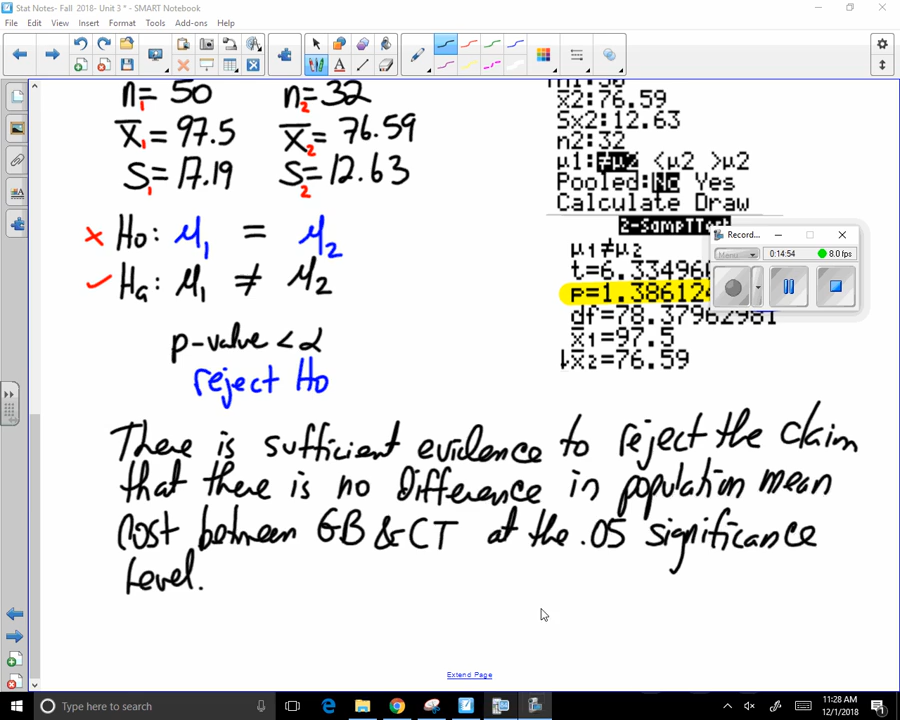 Stat Notes- Fall 2018- Unit 3 * - SMART Notebook
File Edit View Insert Format Tools Add-ons Help
n₁= 50 n₂= 32
x̄₁= 97.5 x̄₂= 76.59
S₁= 17.19 S₂= 12.63
x̄2:76.59
Sx2:12.63
n2:32
μ1:≠μ2 <μ2 >μ2
Pooled:No Yes
Calculate Draw
× Ho: μ₁ = μ₂
✓ Ha: μ₁ ≠ μ₂
p-value < α
reject Ho
μ1≠μ2
t=6.33496
p=1.38612
df=78.37962981
x̄1=97.5
↓x̄2=76.59
Record...
Menu
0:14:54 8.0 fps
There is sufficient evidence to reject the claim
that there is no difference in population mean
cost between GB & CT at the .05 significance
level.
Extend Page
Type here to search
11:28 AM
12/1/2018